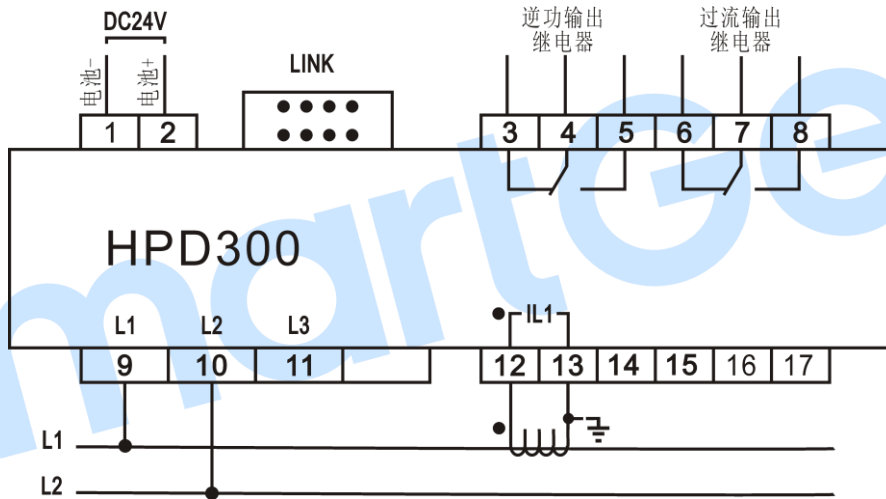 DC24V
逆功输出
继电器
过流输出
继电器
电池-
电池+
LINK
1 2 3 4 5 6 7 8
HPD300
L1 L2 L3 IL1
9 10 11 12 13 14 15 16 17
L1
L2
martGe